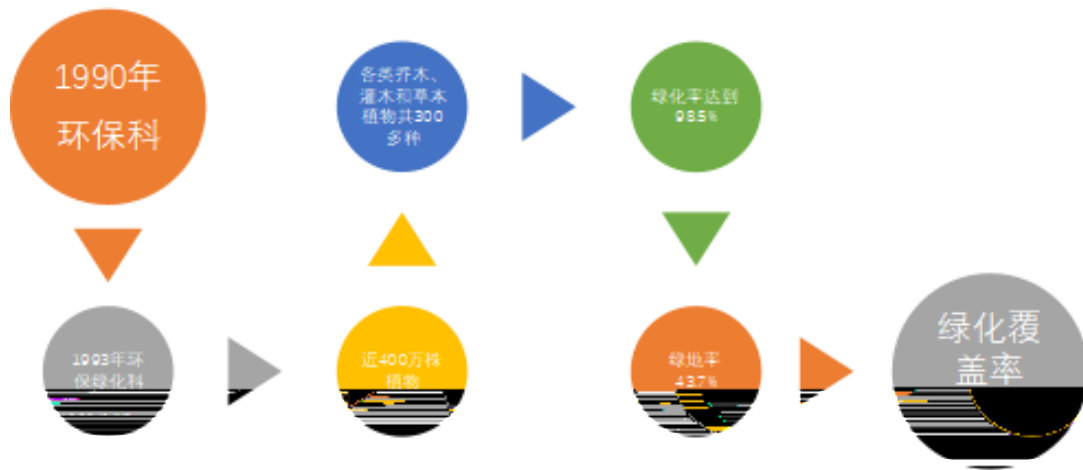 1990年
环保科
1993年环
保绿化科
近400万株
植物
各类乔木、
灌木和草本
植物共300
多种
绿化率达到
98.5%
绿地率
43.7%
绿化覆
盖率